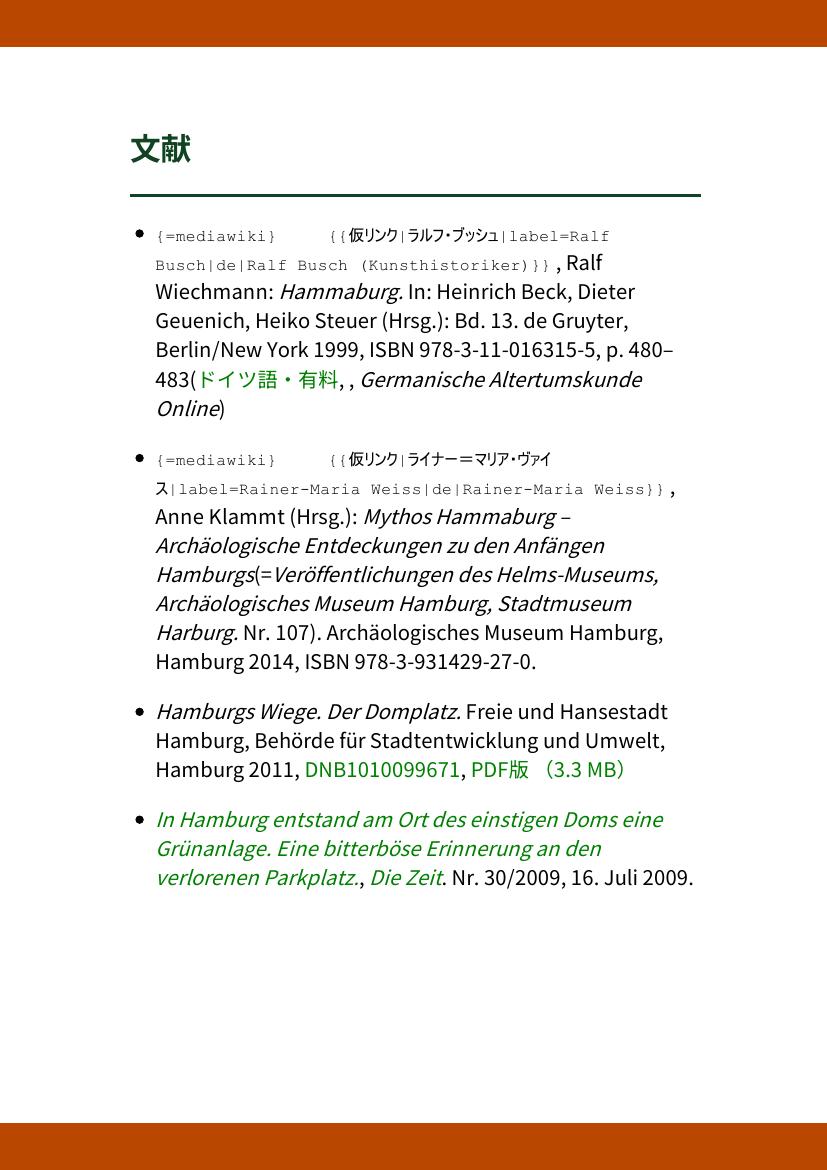 文献
• {=mediawiki} {{仮リンク|ラルフ・ブッシュ|label=Ralf
Busch|de|Ralf Busch (Kunsthistoriker)}} , Ralf
Wiechmann: Hammaburg. In: Heinrich Beck, Dieter
Geuenich, Heiko Steuer (Hrsg.): Bd. 13. de Gruyter,
Berlin/New York 1999, ISBN 978-3-11-016315-5, p. 480–
483(ドイツ語・有料, , Germanische Altertumskunde
Online)
• {=mediawiki} {{仮リンク|ライナー＝マリア・ヴァイ
ス|label=Rainer-Maria Weiss|de|Rainer-Maria Weiss}} ,
Anne Klammt (Hrsg.): Mythos Hammaburg –
Archäologische Entdeckungen zu den Anfängen
Hamburgs(=Veröffentlichungen des Helms-Museums,
Archäologisches Museum Hamburg, Stadtmuseum
Harburg. Nr. 107). Archäologisches Museum Hamburg,
Hamburg 2014, ISBN 978-3-931429-27-0.
• Hamburgs Wiege. Der Domplatz. Freie und Hansestadt
Hamburg, Behörde für Stadtentwicklung und Umwelt,
Hamburg 2011, DNB1010099671, PDF版 （3.3 MB）
• In Hamburg entstand am Ort des einstigen Doms eine
Grünanlage. Eine bitterböse Erinnerung an den
verlorenen Parkplatz., Die Zeit. Nr. 30/2009, 16. Juli 2009.